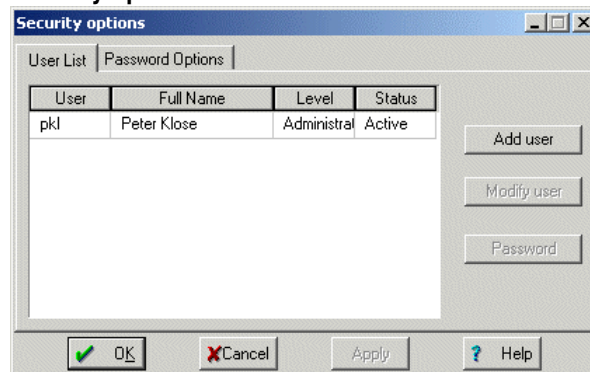 Security options
User List Password Options
User Full Name Level Status
pkl Peter Klose Administrat Active
Add user
Modify user
Password
OK Cancel Apply Help